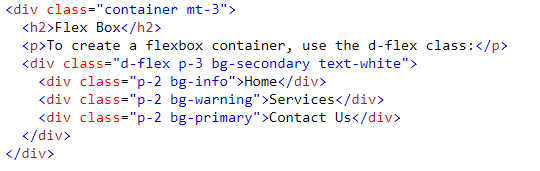 <div class="container mt-3">
  <h2>Flex Box</h2>
  <p>To create a flexbox container, use the d-flex class:</p>
  <div class="d-flex p-3 bg-secondary text-white">
    <div class="p-2 bg-info">Home</div>
    <div class="p-2 bg-warning">Services</div>
    <div class="p-2 bg-primary">Contact Us</div>
  </div>
</div>